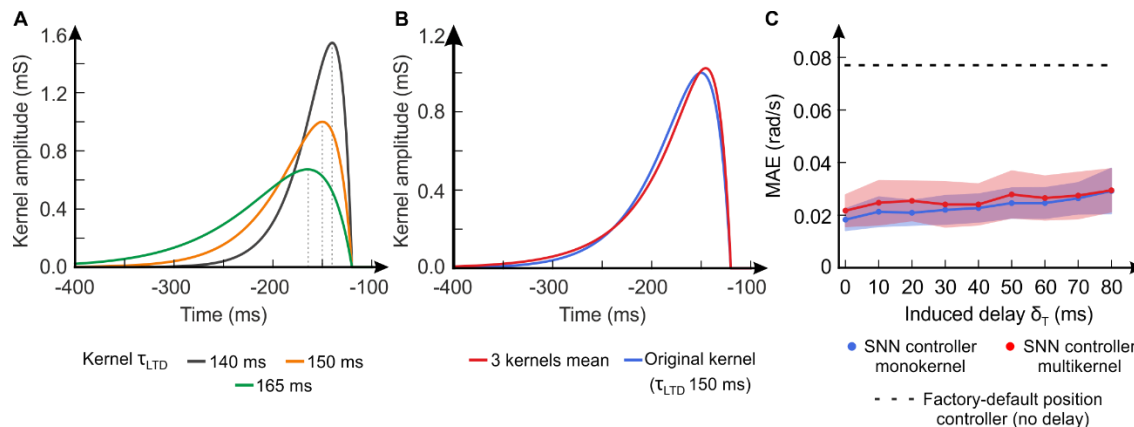 A
Kernel amplitude (mS)
1.6
1.2
0.8
0.4
0.0
-400
-300
-200
-100
Time (ms)
Kernel τLTD
140 ms
150 ms
165 ms
B
Kernel amplitude (mS)
1.2
0.8
0.4
0.0
-400
-300
-200
-100
Time (ms)
3 kernels mean
Original kernel
(τLTD 150 ms)
C
MAE (rad/s)
0.08
0.06
0.04
0.02
0
0 10 20 30 40 50 60 70 80
Induced delay δT (ms)
SNN controller
monokernel
SNN controller
multikernel
Factory-default position
controller (no delay)